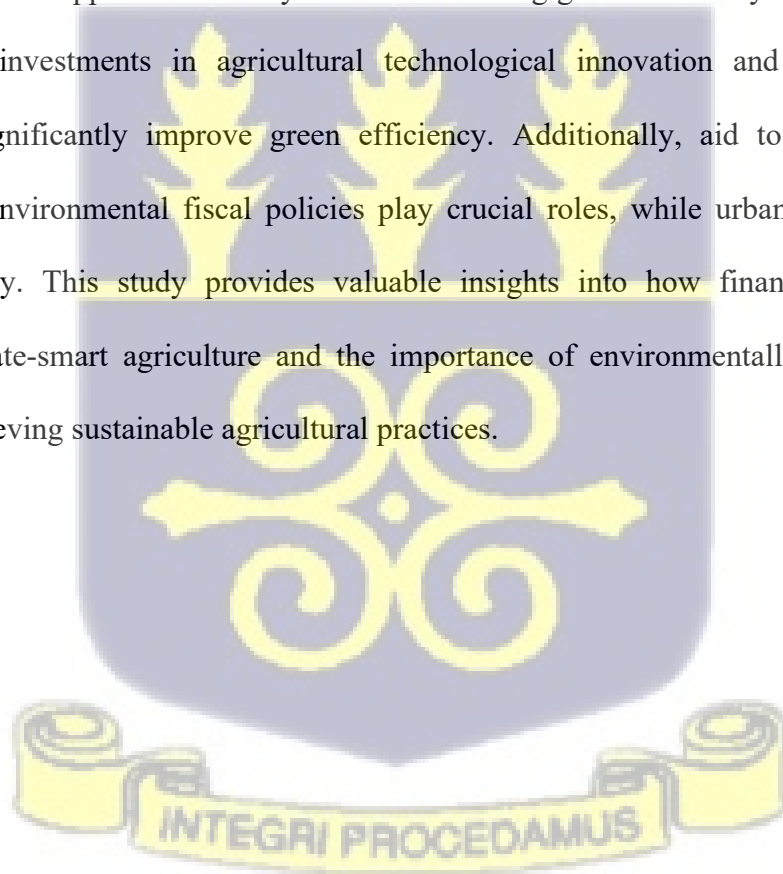 investments in agricultural technological innovation and
gnificantly improve green efficiency. Additionally, aid to
nvironmental fiscal policies play crucial roles, while urban
y. This study provides valuable insights into how finan
ate-smart agriculture and the importance of environmentall
eving sustainable agricultural practices.
INTEGRI PROCEDAMUS